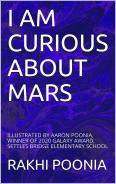 I AM
CURIOUS
ABOUT
MARS
ILLUSTRATED BY AARON POONIA,
WINNER OF 2020 GALAXY AWARD,
SETTLES BRIDGE ELEMENTARY SCHOOL
RAKHI POONIA